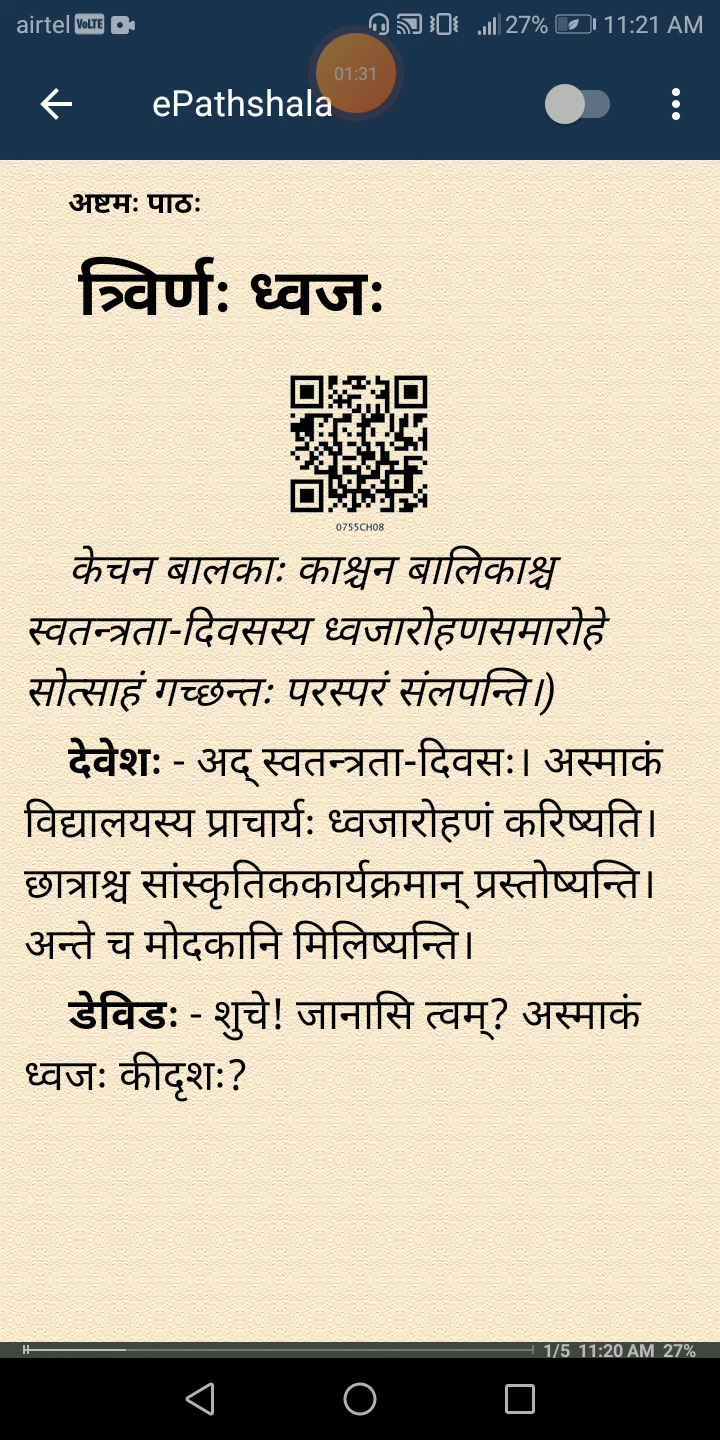 airtel VoLTE 27% 11:21 AM
01:31
ePathshala
अष्टमः पाठः
त्र्विर्णः ध्वजः
0755CH08
केचन बालकाः काश्चन बालिकाश्च
स्वतन्त्रता-दिवसस्य ध्वजारोहणसमारोहे
सोत्साहं गच्छन्तः परस्परं संलपन्ति।)
देवेशः - अद् स्वतन्त्रता-दिवसः। अस्माकं
विद्यालयस्य प्राचार्यः ध्वजारोहणं करिष्यति।
छात्राश्च सांस्कृतिककार्यक्रमान् प्रस्तोष्यन्ति।
अन्ते च मोदकानि मिलिष्यन्ति।
डेविडः - शुचे! जानासि त्वम्? अस्माकं
ध्वजः कीदृशः?
1/5 11:20 AM 27%